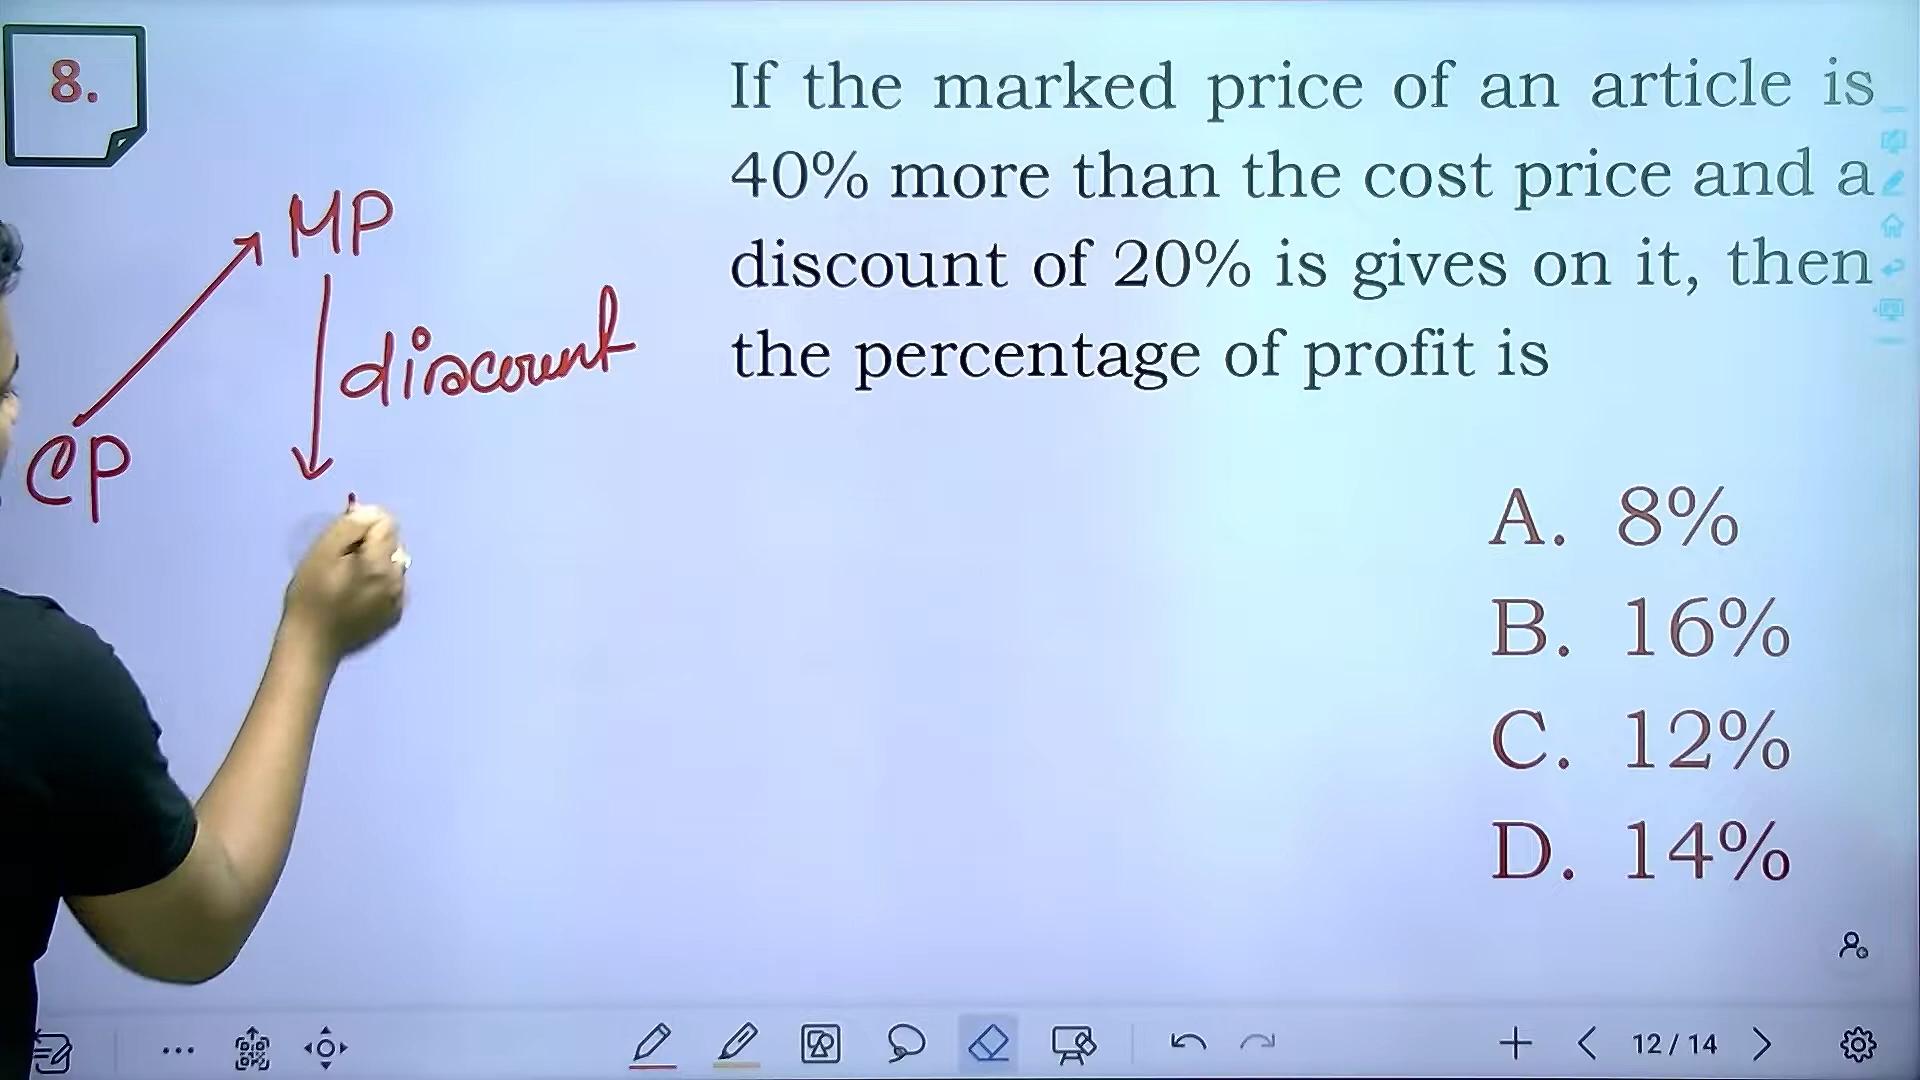 8.
If the marked price of an article is
40% more than the cost price and a
discount of 20% is gives on it, then
the percentage of profit is
MP
discount
CP
A. 8%
B. 16%
C. 12%
D. 14%
12 / 14